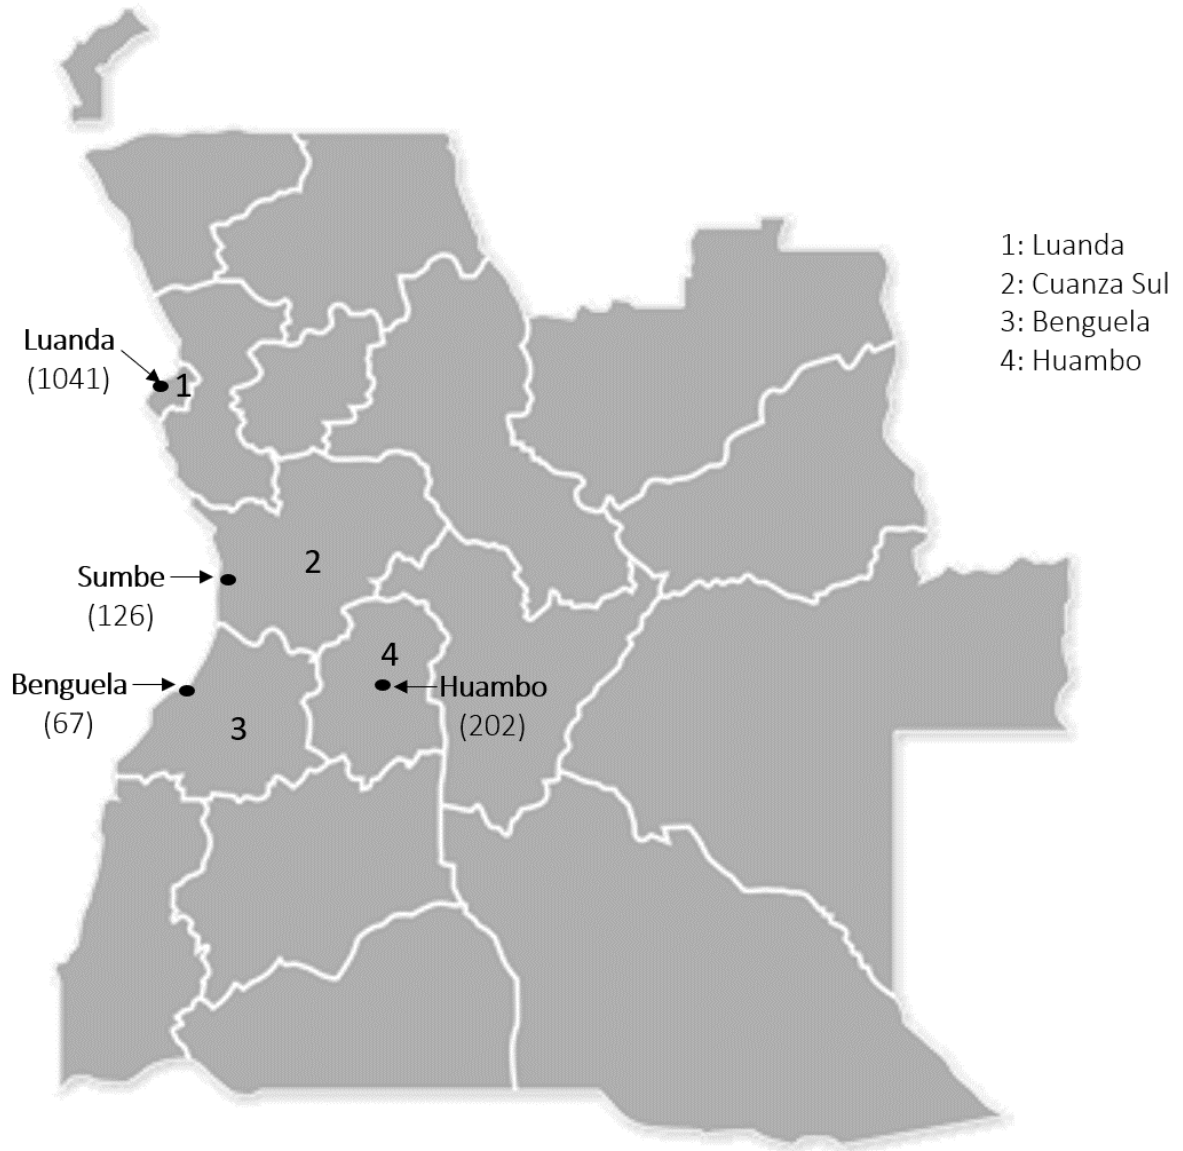 1: Luanda
2: Cuanza Sul
3: Benguela
4: Huambo
Luanda
(1041)
1
Sumbe
(126)
2
Benguela
(67)
3
4
Huambo
(202)